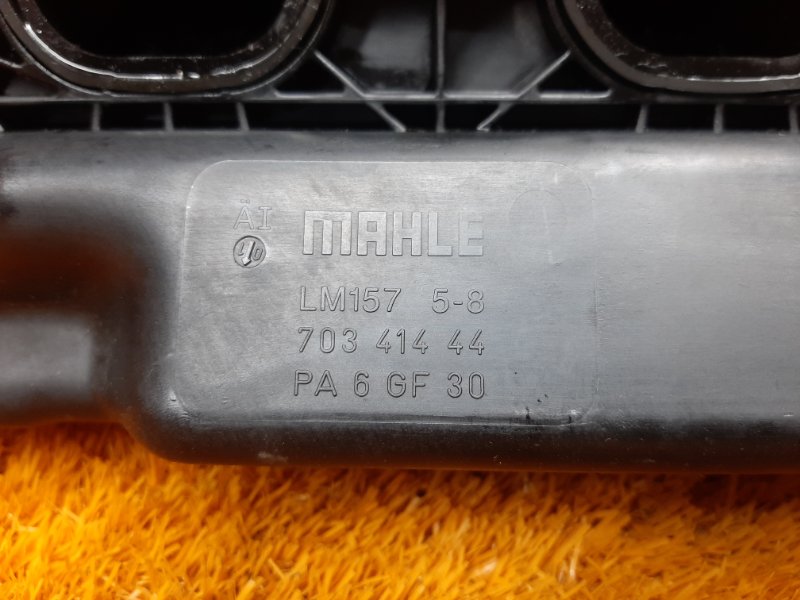 ÄI
MAHLE
LM157 5-8
703 414 44
PA 6 GF 30